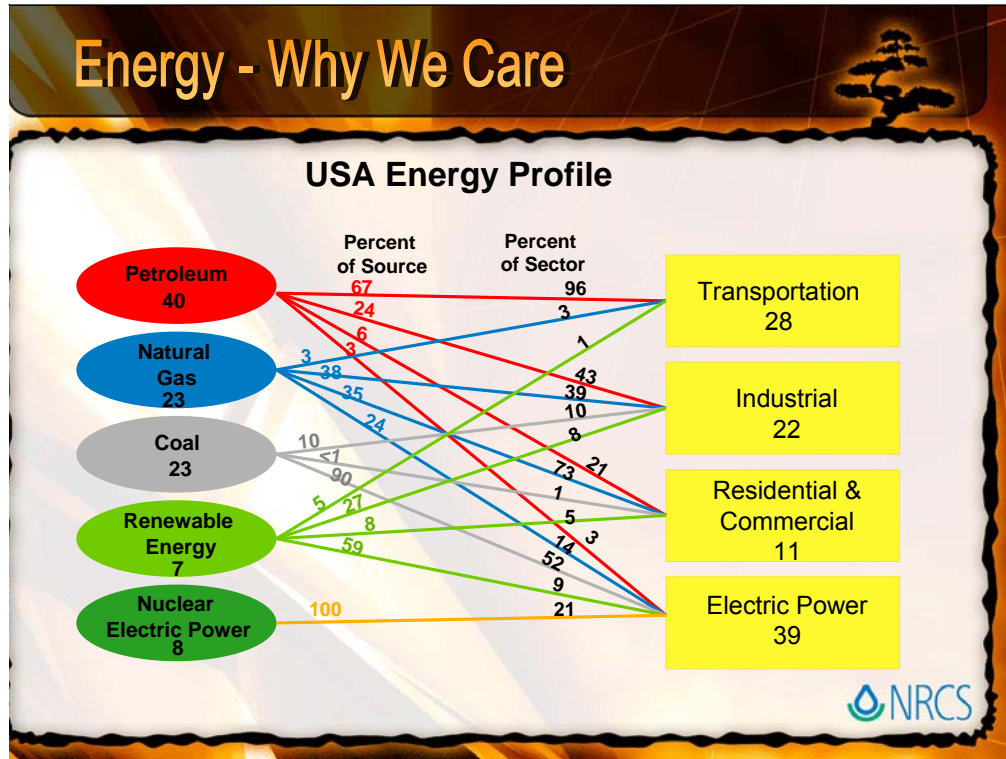 Energy - Why We Care
USA Energy Profile
Percent
of Source
Percent
of Sector
Petroleum
40
Natural
Gas
23
Coal
23
Renewable
Energy
7
Nuclear
Electric Power
8
67
24
6
3
3
38
35
24
10
<1
90
5
27
8
59
100
96
3
1
43
39
10
8
21
73
1
5
3
14
52
9
21
Transportation
28
Industrial
22
Residential &
Commercial
11
Electric Power
39
NRCS